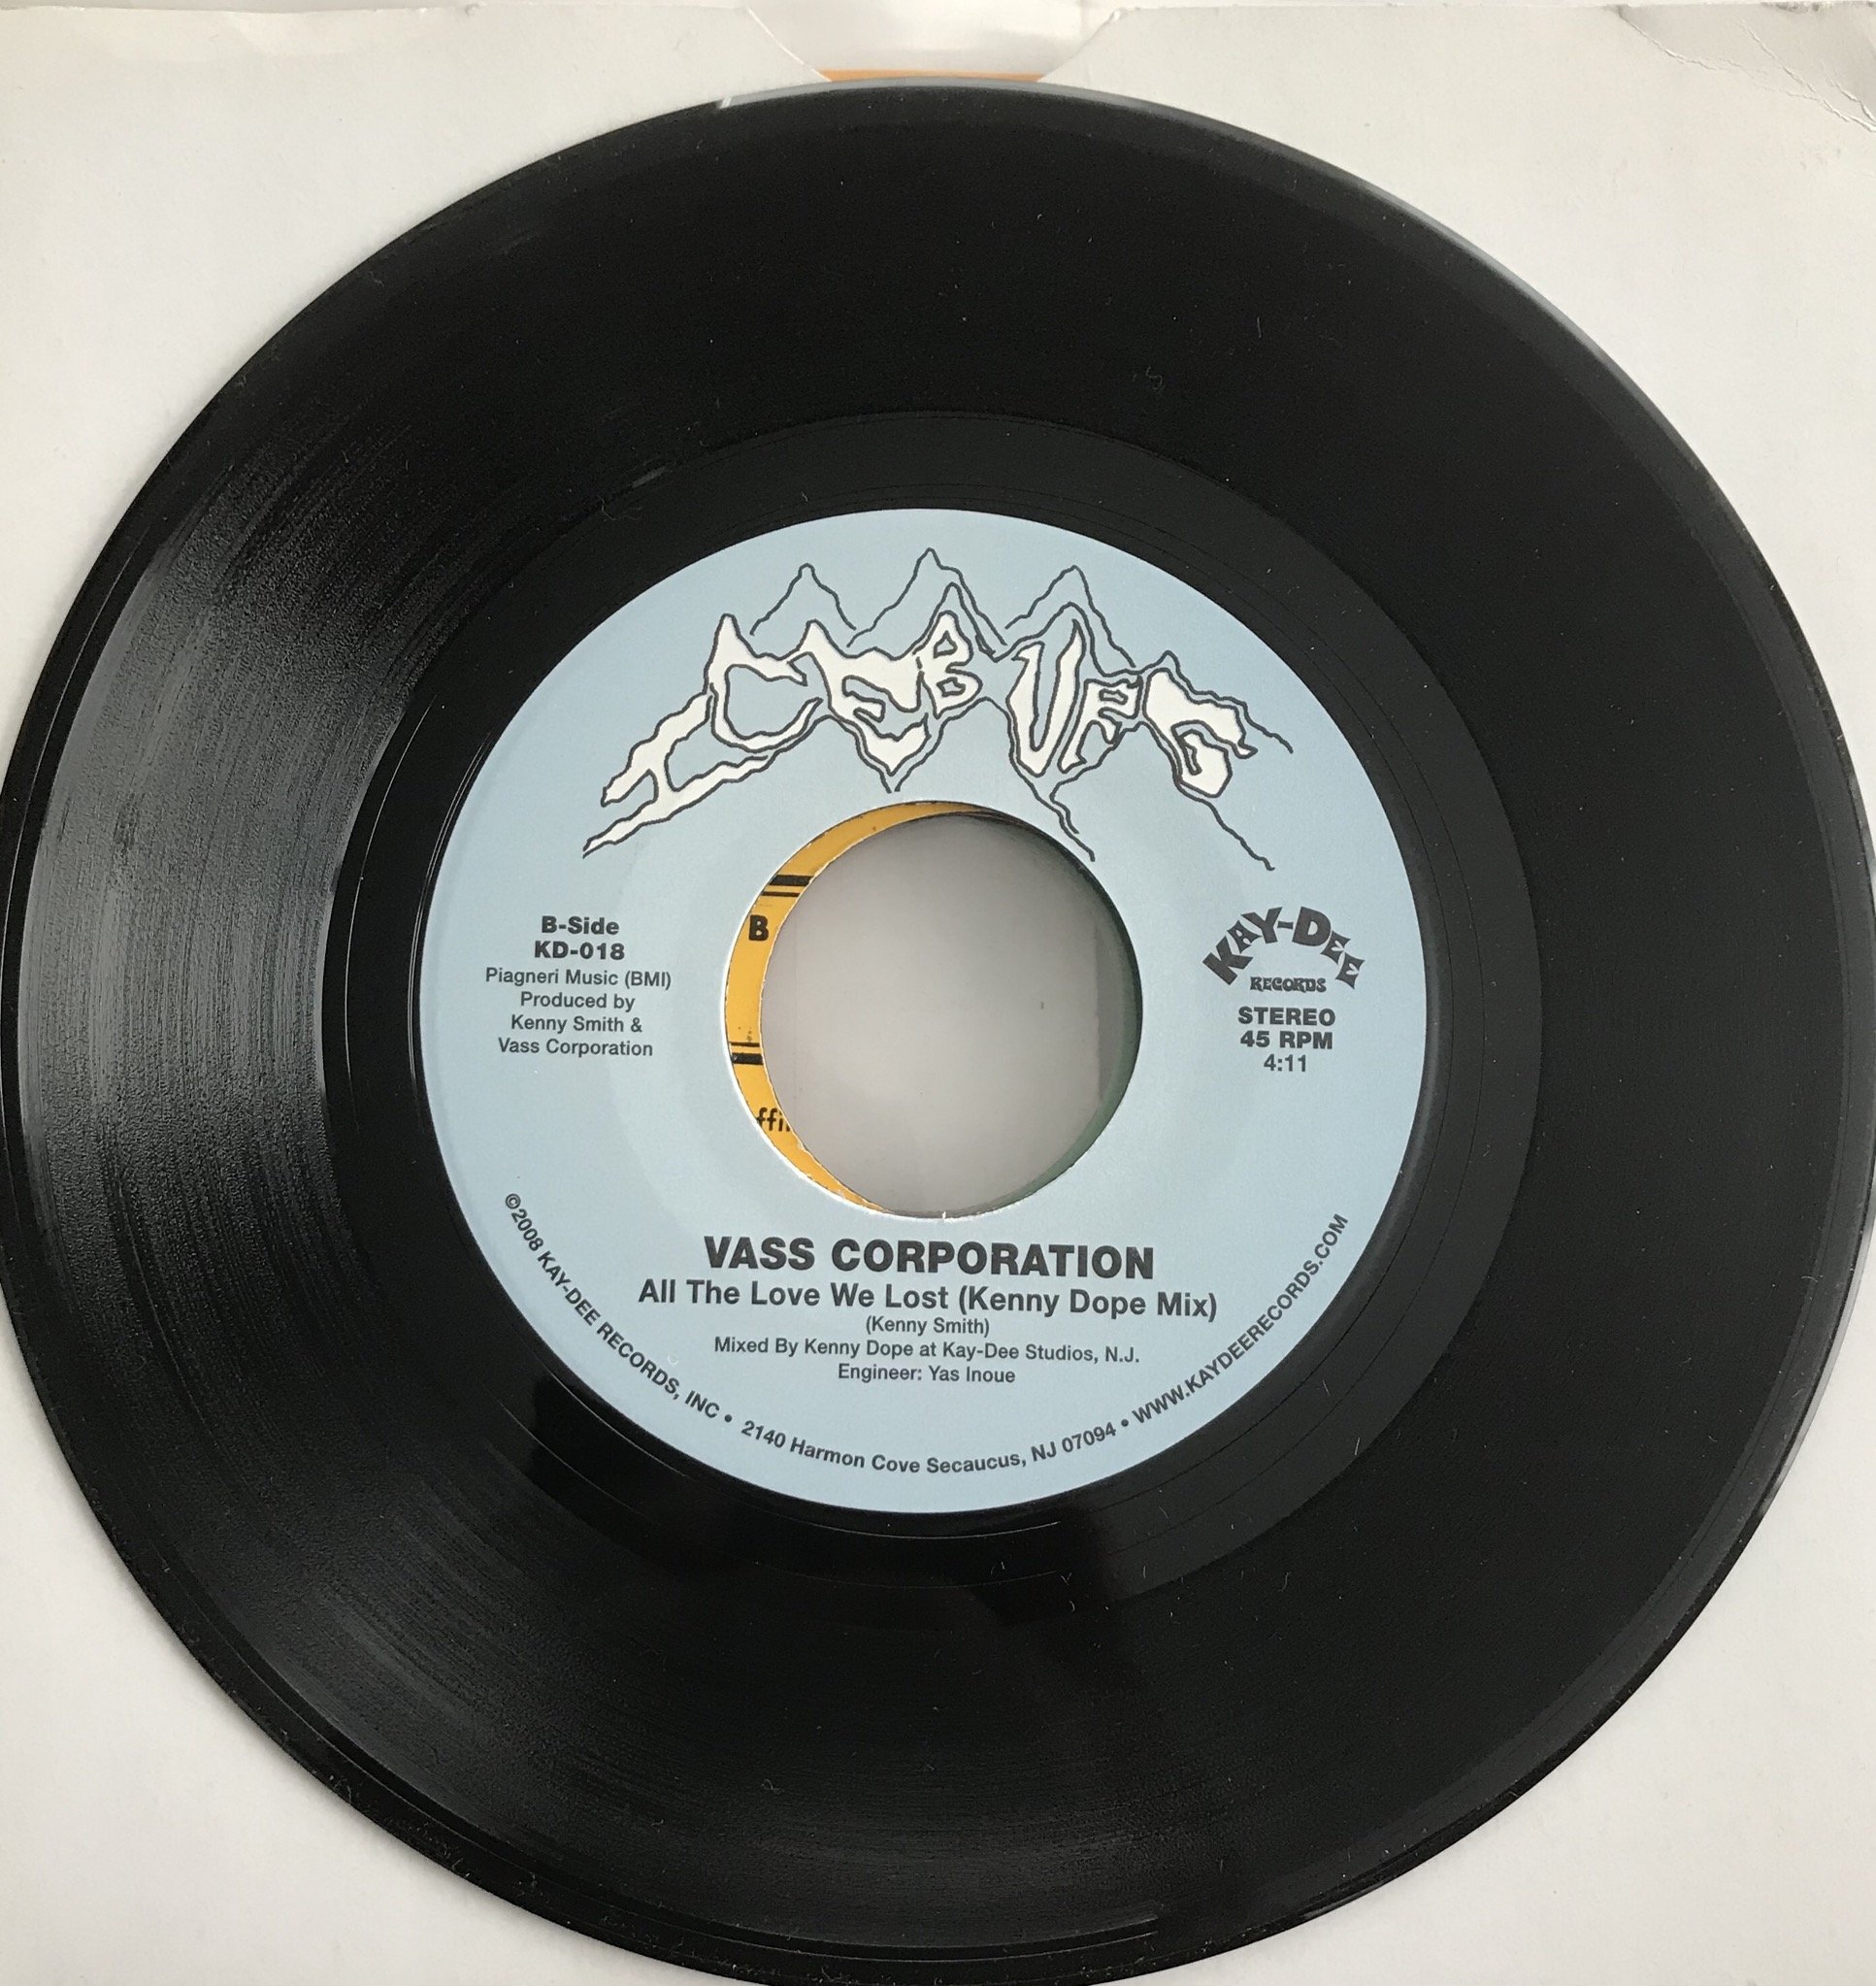 ICEBURG
B-Side
KD-018
Piagneri Music (BMI)
Produced by
Kenny Smith &
Vass Corporation
B
KAY-DEE
RECORDS
STEREO
45 RPM
4:11
VASS CORPORATION
All The Love We Lost (Kenny Dope Mix)
(Kenny Smith)
Mixed By Kenny Dope at Kay-Dee Studios, N.J.
Engineer: Yas Inoue
©2008 KAY-DEE RECORDS, INC • 2140 Harmon Cove Secaucus, NJ 07094 • WWW.KAYDEERECORDS.COM